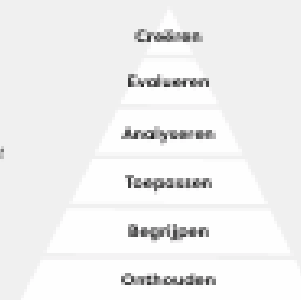 Creëren
Evalueren
Analyseren
Toepassen
Begrijpen
Onthouden